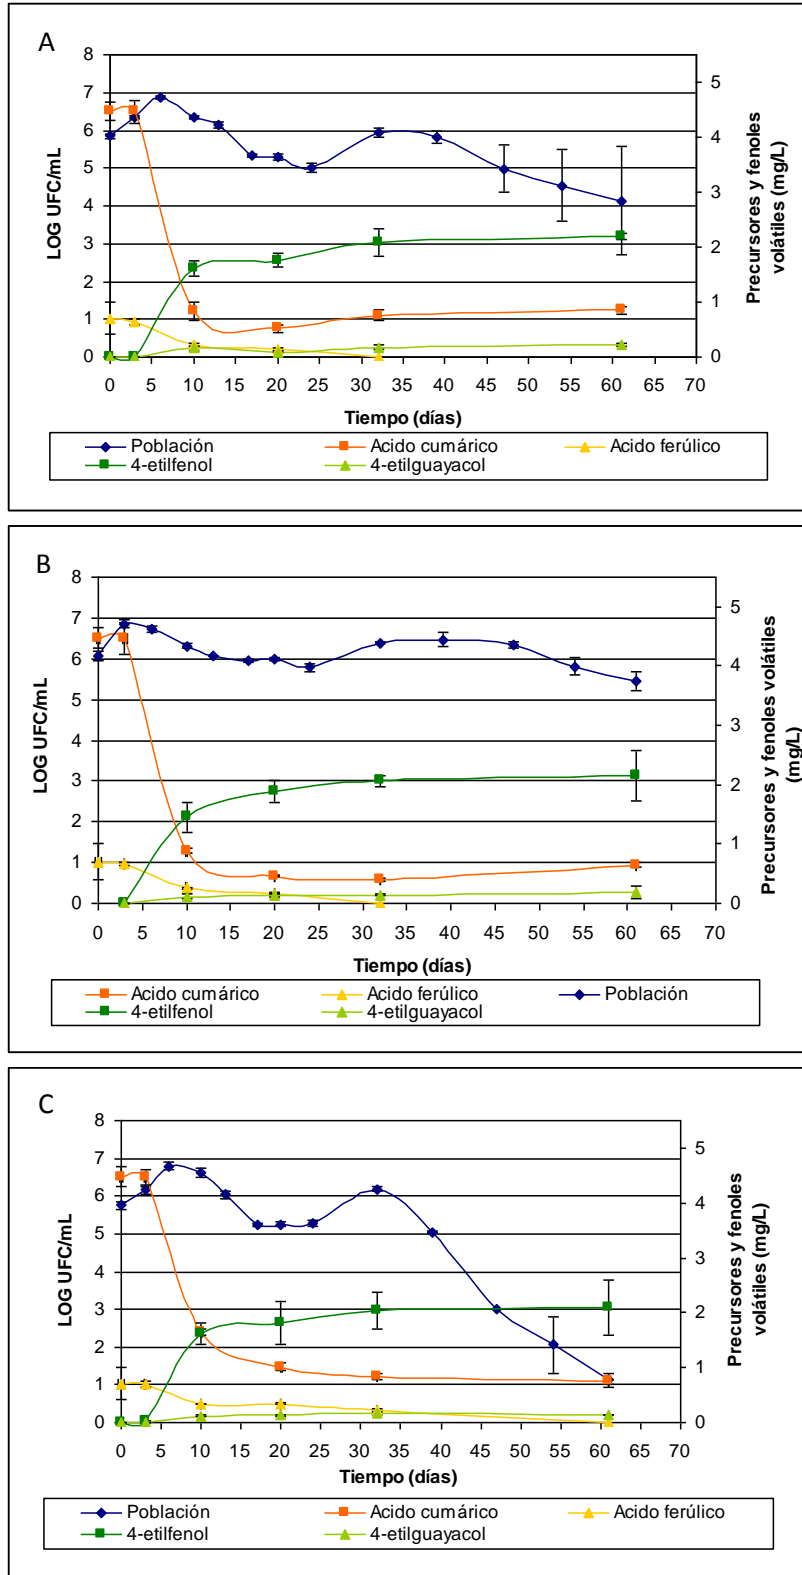 A
8
7
6
5
4
3
2
1
0
5
4
3
2
1
0
LOG UFC/mL
Precursores y fenoles
volátiles (mg/L)
0 5 10 15 20 25 30 35 40 45 50 55 60 65 70
Tiempo (días)
Población Acido cumárico Acido ferúlico
4-etilfenol 4-etilguayacol
B
8
7
6
5
4
3
2
1
0
5
4
3
2
1
0
LOG UFC/mL
Precursores y fenoles volátiles
(mg/L)
0 5 10 15 20 25 30 35 40 45 50 55 60 65 70
Tiempo (días)
Acido cumárico Acido ferúlico Población
4-etilfenol 4-etilguayacol
C
8
7
6
5
4
3
2
1
0
5
4
3
2
1
0
LOG UFC/mL
Precursores y fenoles
volátiles (mg/L)
0 5 10 15 20 25 30 35 40 45 50 55 60 65 70
Tiempo (días)
Población Acido cumárico Acido ferúlico
4-etilfenol 4-etilguayacol